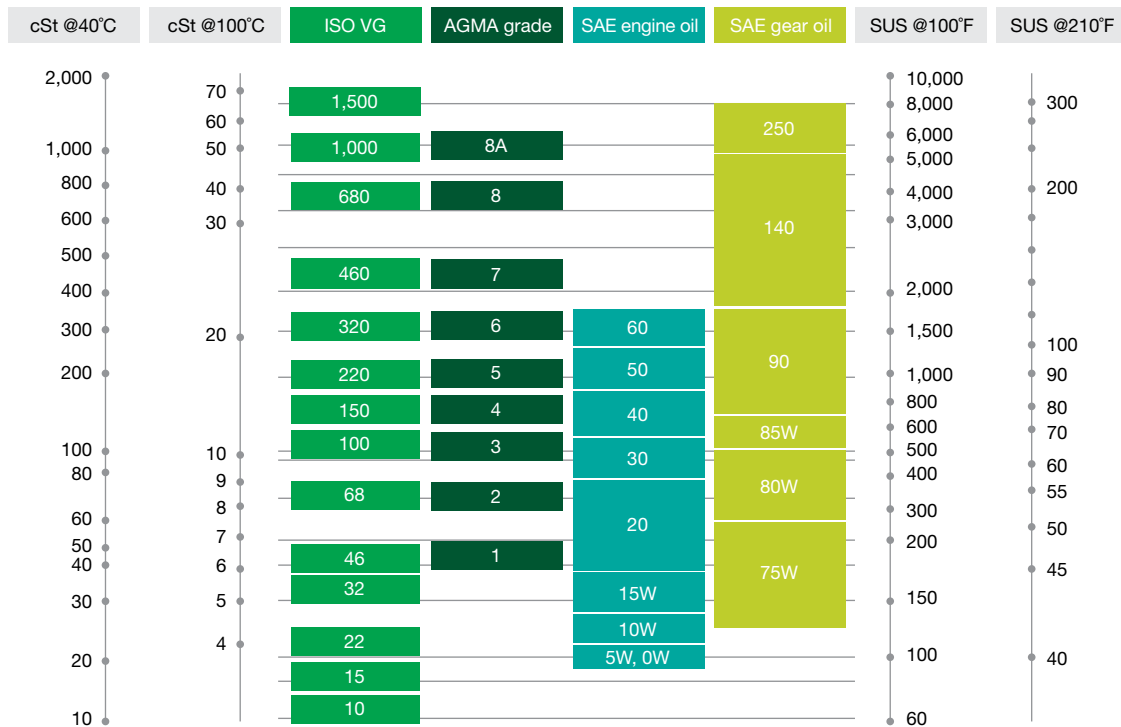 cSt @40°C cSt @100°C ISO VG AGMA grade SAE engine oil SAE gear oil SUS @100°F SUS @210°F
2,000 70 10,000
1,500 8,000 300
60 250 6,000
1,000 50 1,000 8A 5,000
800 40 680 8 4,000 200
600 30 140 3,000
500
400 460 7 2,000
300 20 320 6 60 1,500 100
200 220 5 50 90 1,000 90
150 4 40 800 80
100 10 100 3 85W 600 70
30 500
80 9 68 2 80W 400 60
8 55
60 7 20 300 50
50 46 1 200
40 6 32 75W 45
30 5 15W 150
4 22 10W
20 5W, 0W 100 40
15
10 10 60